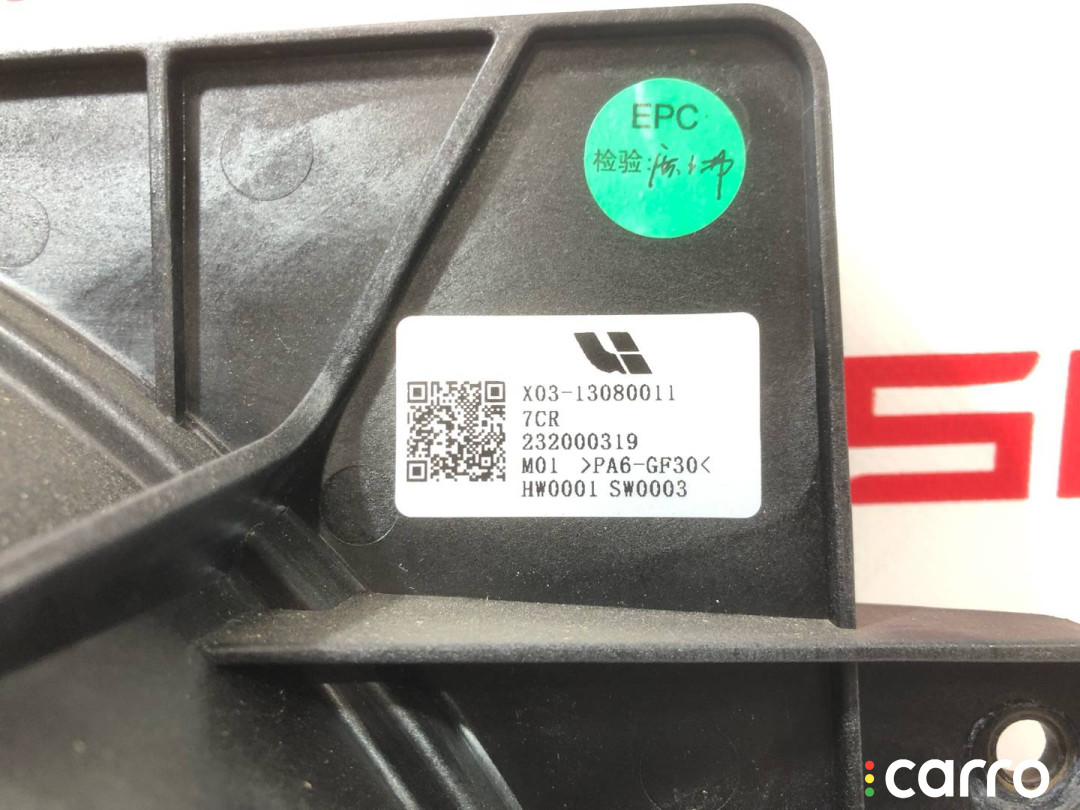 EPC
检验:
X03-13080011
7CR
232000319
M01 >PA6-GF30<
HW0001 SW0003
carro